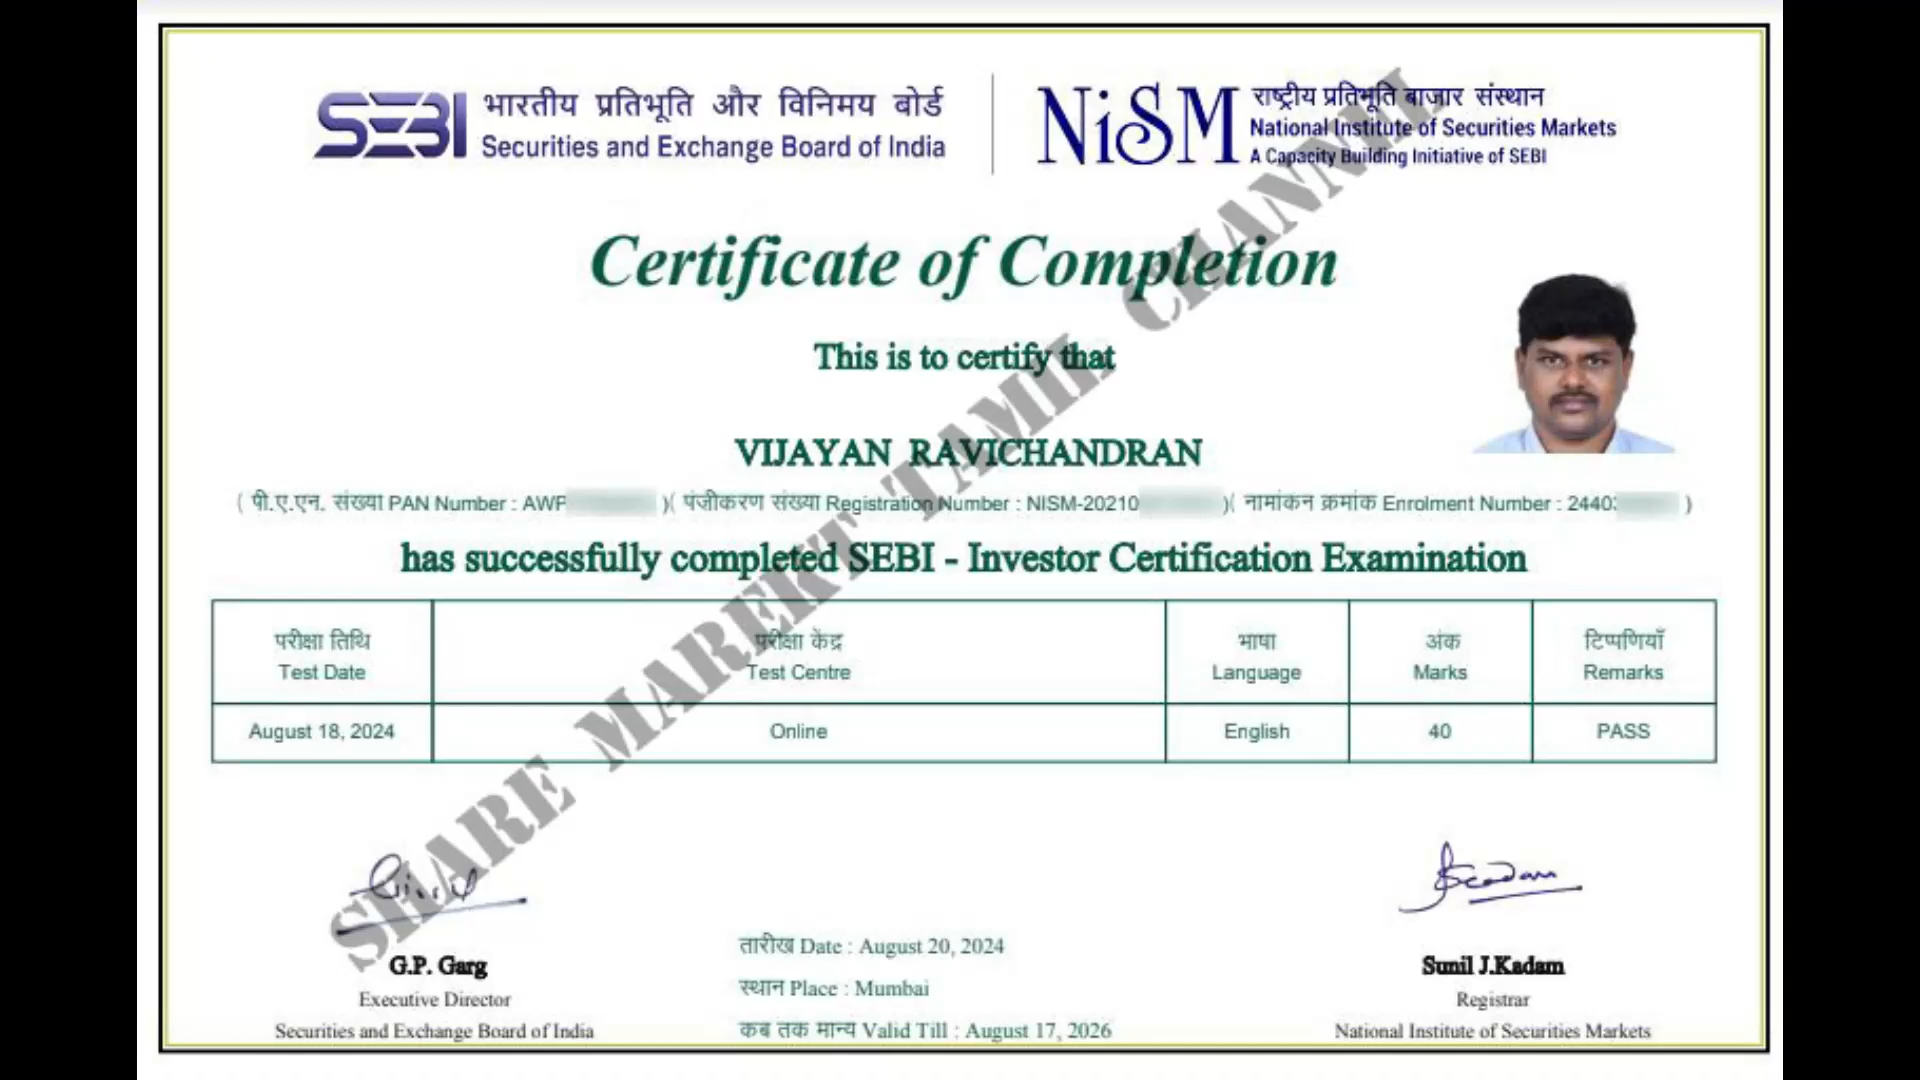 SEBI भारतीय प्रतिभूति और विनिमय बोर्ड
Securities and Exchange Board of India
NiSM राष्ट्रीय प्रतिभूति बाजार संस्थान
National Institute of Securities Markets
A Capacity Building Initiative of SEBI
Certificate of Completion
This is to certify that
VIJAYAN RAVICHANDRAN
( पी.ए.एन. संख्या PAN Number : AWP )( पंजीकरण संख्या Registration Number : NISM-20210 )( नामांकन क्रमांक Enrolment Number : 2440 )
has successfully completed SEBI - Investor Certification Examination
परीक्षा तिथि परीक्षा केंद्र भाषा अंक टिप्पणियाँ
Test Date Test Centre Language Marks Remarks
August 18, 2024 Online English 40 PASS
SHARE MAREKT TAMIL CHANNEL
G.P. Garg
Executive Director
Securities and Exchange Board of India
तारीख Date : August 20, 2024
स्थान Place : Mumbai
कब तक मान्य Valid Till : August 17, 2026
Sunil J.Kadam
Registrar
National Institute of Securities Markets